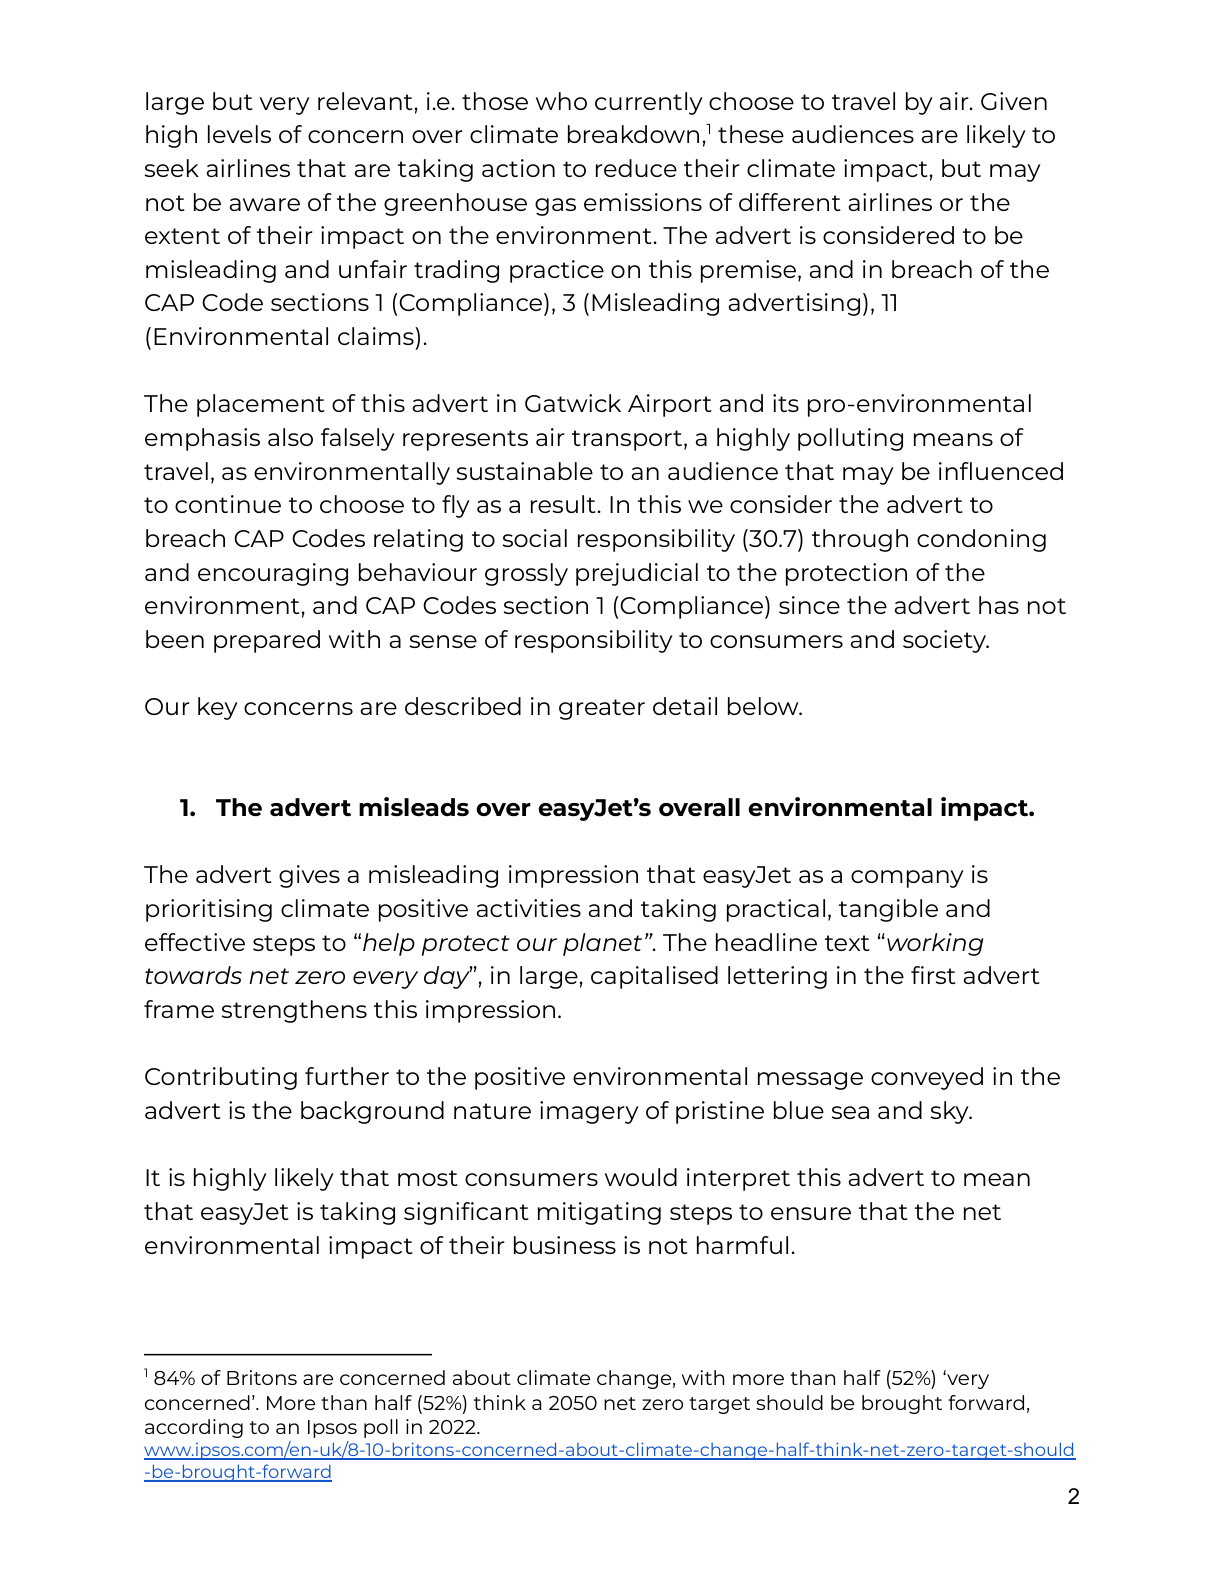 large but very relevant, i.e. those who currently choose to travel by air. Given
high levels of concern over climate breakdown,¹ these audiences are likely to
seek airlines that are taking action to reduce their climate impact, but may
not be aware of the greenhouse gas emissions of different airlines or the
extent of their impact on the environment. The advert is considered to be
misleading and unfair trading practice on this premise, and in breach of the
CAP Code sections 1 (Compliance), 3 (Misleading advertising), 11
(Environmental claims).
The placement of this advert in Gatwick Airport and its pro-environmental
emphasis also falsely represents air transport, a highly polluting means of
travel, as environmentally sustainable to an audience that may be influenced
to continue to choose to fly as a result. In this we consider the advert to
breach CAP Codes relating to social responsibility (30.7) through condoning
and encouraging behaviour grossly prejudicial to the protection of the
environment, and CAP Codes section 1 (Compliance) since the advert has not
been prepared with a sense of responsibility to consumers and society.
Our key concerns are described in greater detail below.
1. The advert misleads over easyJet’s overall environmental impact.
The advert gives a misleading impression that easyJet as a company is
prioritising climate positive activities and taking practical, tangible and
effective steps to “help protect our planet”. The headline text “working
towards net zero every day”, in large, capitalised lettering in the first advert
frame strengthens this impression.
Contributing further to the positive environmental message conveyed in the
advert is the background nature imagery of pristine blue sea and sky.
It is highly likely that most consumers would interpret this advert to mean
that easyJet is taking significant mitigating steps to ensure that the net
environmental impact of their business is not harmful.
¹ 84% of Britons are concerned about climate change, with more than half (52%) ‘very
concerned’. More than half (52%) think a 2050 net zero target should be brought forward,
according to an Ipsos poll in 2022.
www.ipsos.com/en-uk/8-10-britons-concerned-about-climate-change-half-think-net-zero-target-should
-be-brought-forward
2